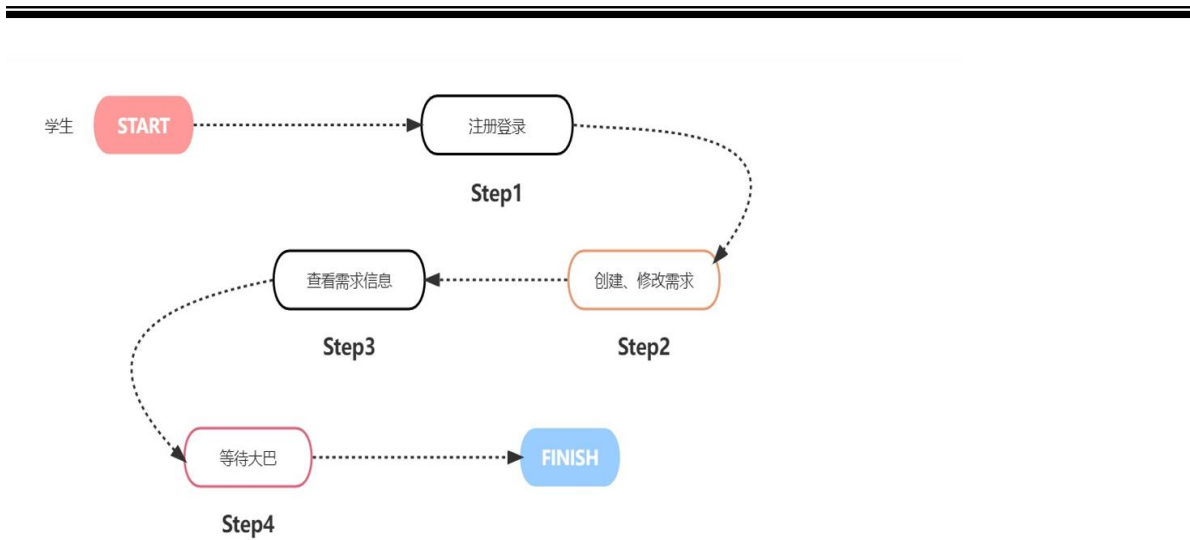 学生
START
注册登录
Step1
查看需求信息
创建、修改需求
Step3
Step2
等待大巴
FINISH
Step4